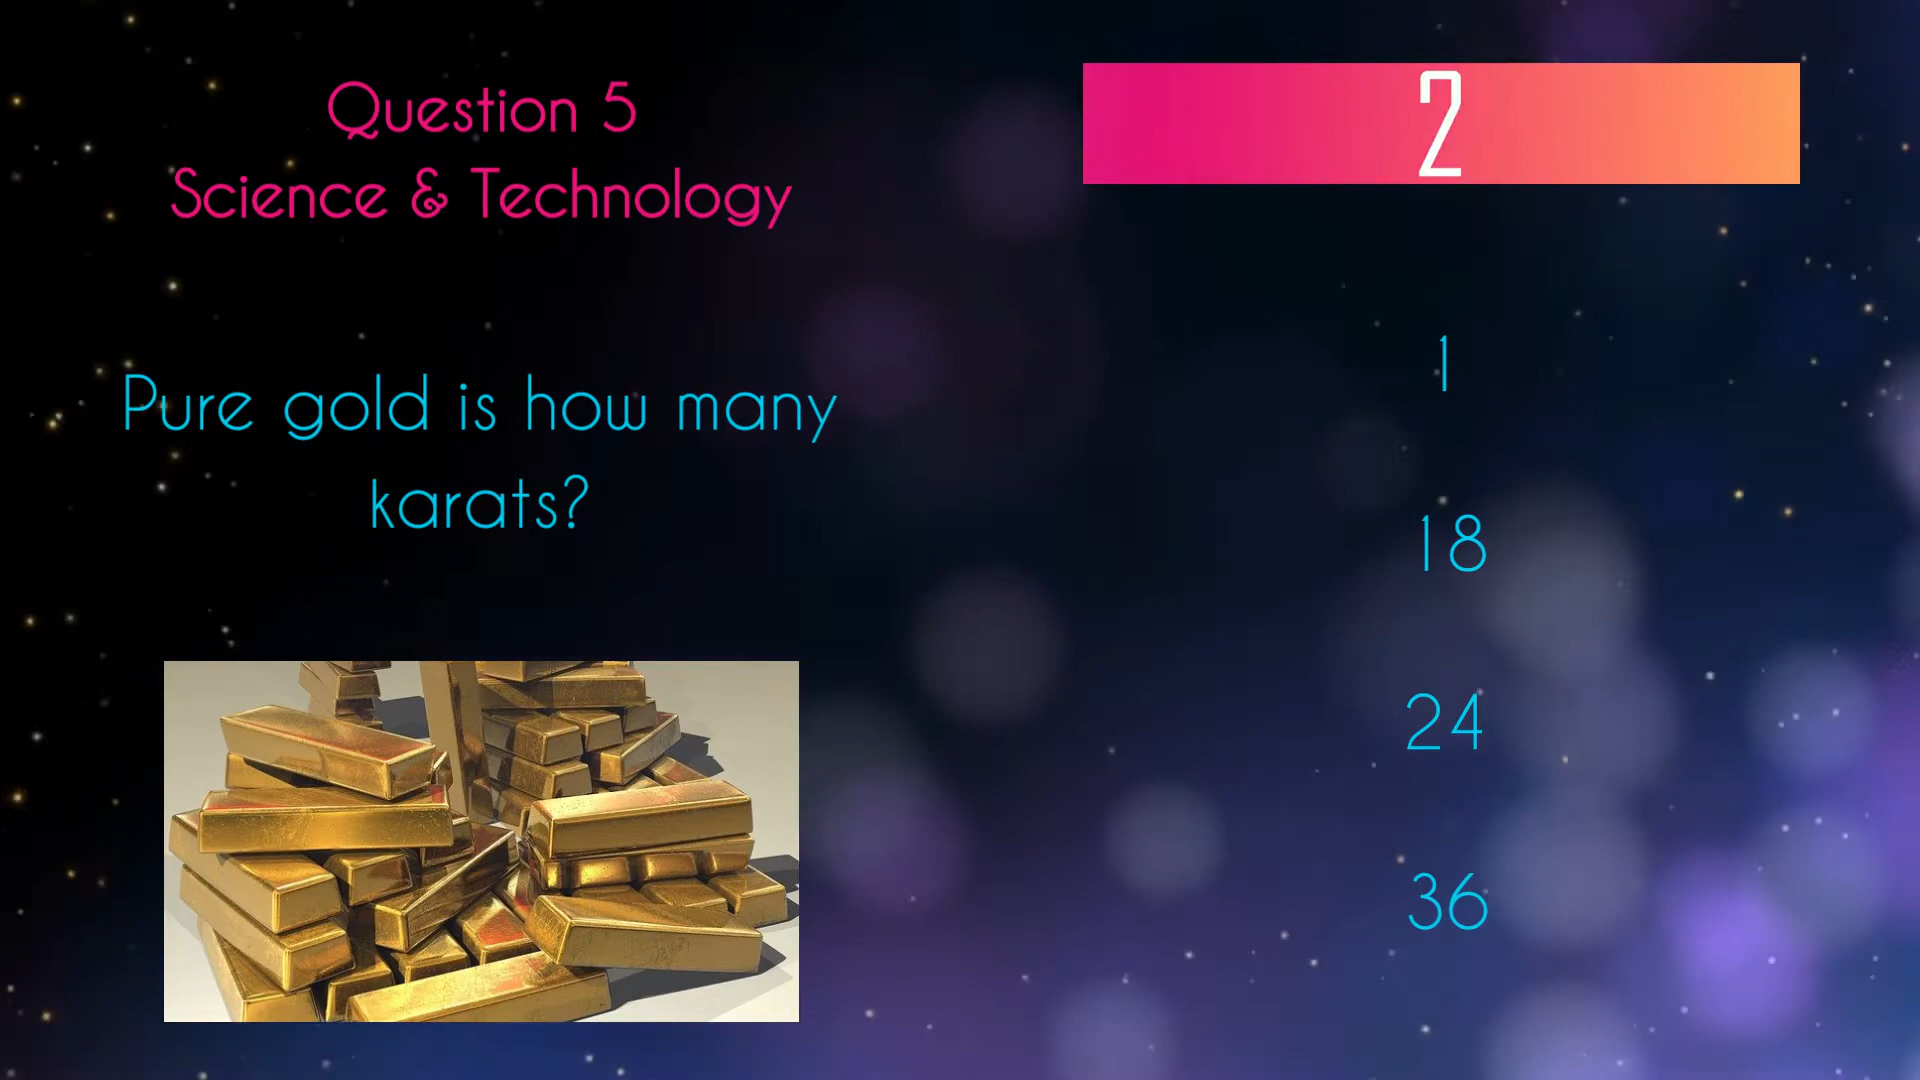 Question 5
Science & Technology
2
Pure gold is how many
karats?
1
18
24
36